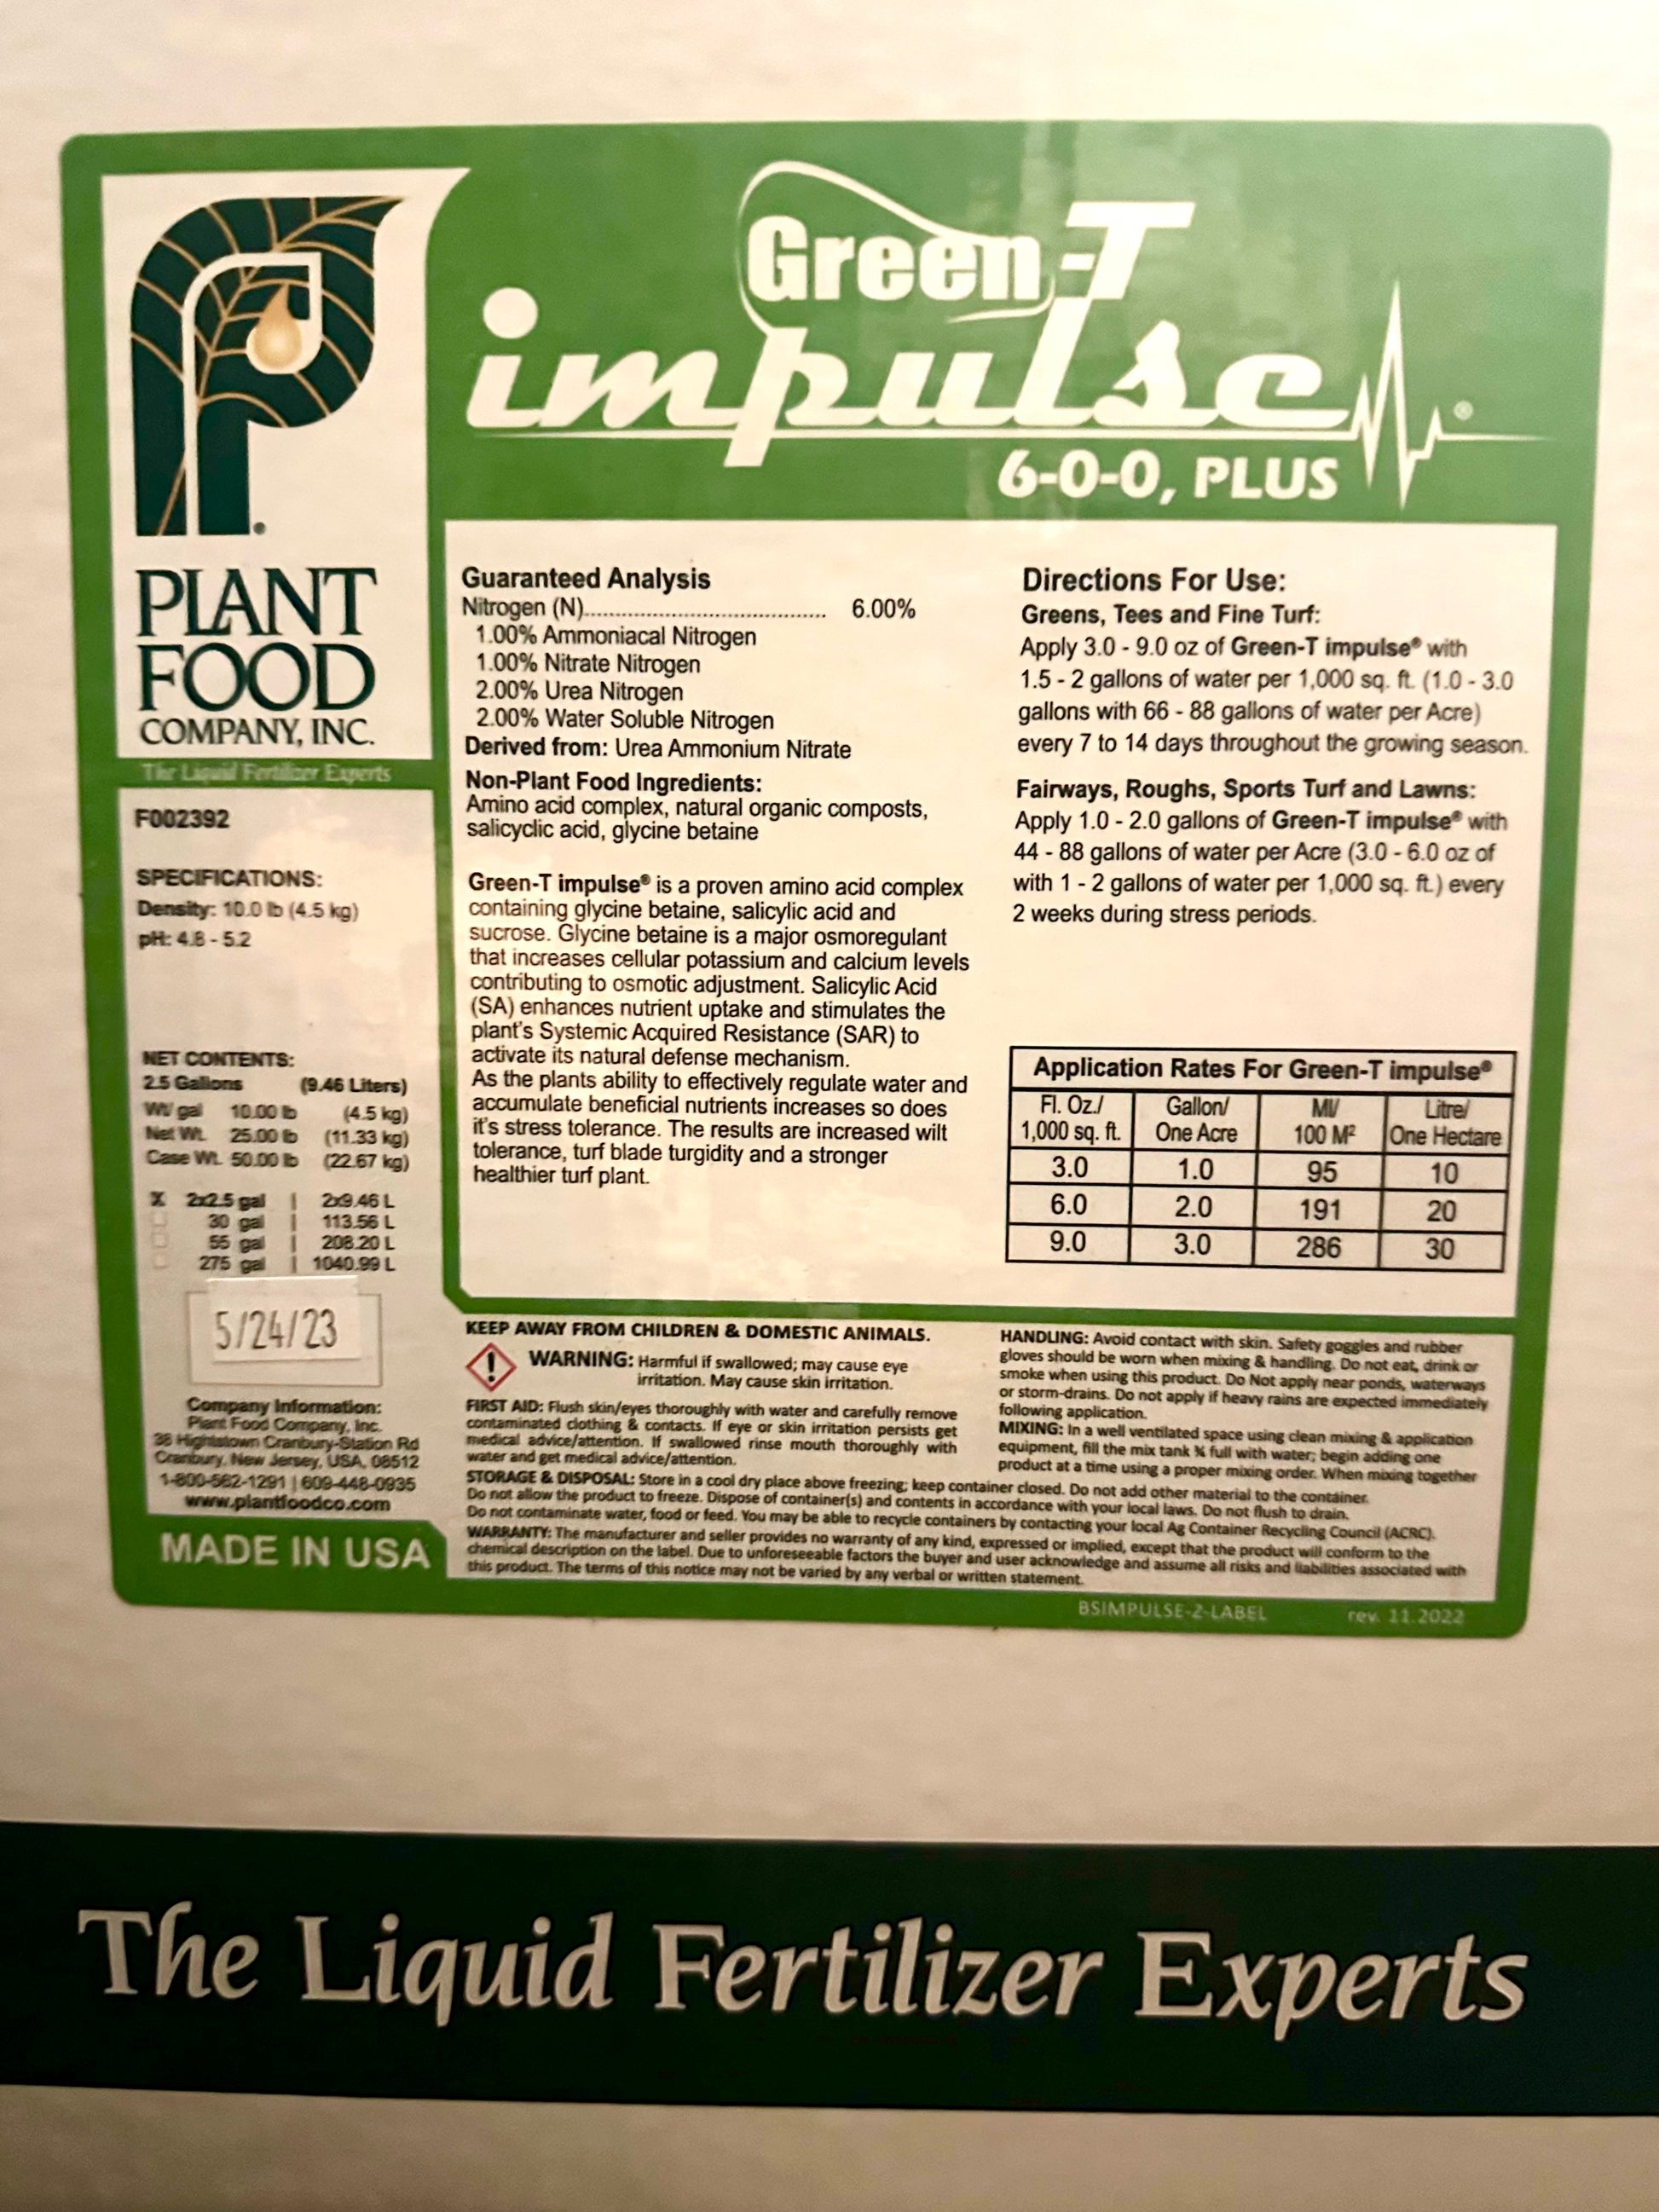 Green-T
impulse®
6-0-0, PLUS
PLANT
FOOD
COMPANY, INC.
The Liquid Fertilizer Experts
F002392
SPECIFICATIONS:
Density: 10.0 lb (4.5 kg)
pH: 4.8 - 5.2
NET CONTENTS:
2.5 Gallons (9.46 Liters)
Wt/ gal 10.00 lb (4.5 kg)
Net Wt. 25.00 lb (11.33 kg)
Case Wt. 50.00 lb (22.67 kg)
X 2x2.5 gal | 2x9.46 L
30 gal | 113.56 L
55 gal | 208.20 L
275 gal | 1040.99 L
5/24/23
Company Information:
Plant Food Company, Inc.
38 Hightstown Cranbury-Station Rd
Cranbury, New Jersey, USA, 08512
1-800-562-1291 | 609-448-0935
www.plantfoodco.com
MADE IN USA
Guaranteed Analysis
Nitrogen (N)............................................. 6.00%
1.00% Ammoniacal Nitrogen
1.00% Nitrate Nitrogen
2.00% Urea Nitrogen
2.00% Water Soluble Nitrogen
Derived from: Urea Ammonium Nitrate
Non-Plant Food Ingredients:
Amino acid complex, natural organic composts,
salicyclic acid, glycine betaine
Green-T impulse® is a proven amino acid complex
containing glycine betaine, salicylic acid and
sucrose. Glycine betaine is a major osmoregulant
that increases cellular potassium and calcium levels
contributing to osmotic adjustment. Salicylic Acid
(SA) enhances nutrient uptake and stimulates the
plant's Systemic Acquired Resistance (SAR) to
activate its natural defense mechanism.
As the plants ability to effectively regulate water and
accumulate beneficial nutrients increases so does
it's stress tolerance. The results are increased wilt
tolerance, turf blade turgidity and a stronger
healthier turf plant.
Directions For Use:
Greens, Tees and Fine Turf:
Apply 3.0 - 9.0 oz of Green-T impulse® with
1.5 - 2 gallons of water per 1,000 sq. ft. (1.0 - 3.0
gallons with 66 - 88 gallons of water per Acre)
every 7 to 14 days throughout the growing season.
Fairways, Roughs, Sports Turf and Lawns:
Apply 1.0 - 2.0 gallons of Green-T impulse® with
44 - 88 gallons of water per Acre (3.0 - 6.0 oz of
with 1 - 2 gallons of water per 1,000 sq. ft.) every
2 weeks during stress periods.
Application Rates For Green-T impulse®
Fl. Oz./ Gallon/ Ml/ Litre/
1,000 sq. ft. One Acre 100 M² One Hectare
3.0 1.0 95 10
6.0 2.0 191 20
9.0 3.0 286 30
KEEP AWAY FROM CHILDREN & DOMESTIC ANIMALS.
WARNING: Harmful if swallowed; may cause eye
irritation. May cause skin irritation.
FIRST AID: Flush skin/eyes thoroughly with water and carefully remove
contaminated clothing & contacts. If eye or skin irritation persists get
medical advice/attention. If swallowed rinse mouth thoroughly with
water and get medical advice/attention.
HANDLING: Avoid contact with skin. Safety goggles and rubber
gloves should be worn when mixing & handling. Do not eat, drink or
smoke when using this product. Do Not apply near ponds, waterways
or storm-drains. Do not apply if heavy rains are expected immediately
following application.
MIXING: In a well ventilated space using clean mixing & application
equipment, fill the mix tank ¾ full with water; begin adding one
product at a time using a proper mixing order. When mixing together
STORAGE & DISPOSAL: Store in a cool dry place above freezing; keep container closed. Do not add other material to the container.
Do not allow the product to freeze. Dispose of container(s) and contents in accordance with your local laws. Do not flush to drain.
Do not contaminate water, food or feed. You may be able to recycle containers by contacting your local Ag Container Recycling Council (ACRC).
WARRANTY: The manufacturer and seller provides no warranty of any kind, expressed or implied, except that the product will conform to the
chemical description on the label. Due to unforeseeable factors the buyer and user acknowledge and assume all risks and liabilities associated with
this product. The terms of this notice may not be varied by any verbal or written statement.
BSIMPULSE-2-LABEL rev. 11.2022
The Liquid Fertilizer Experts